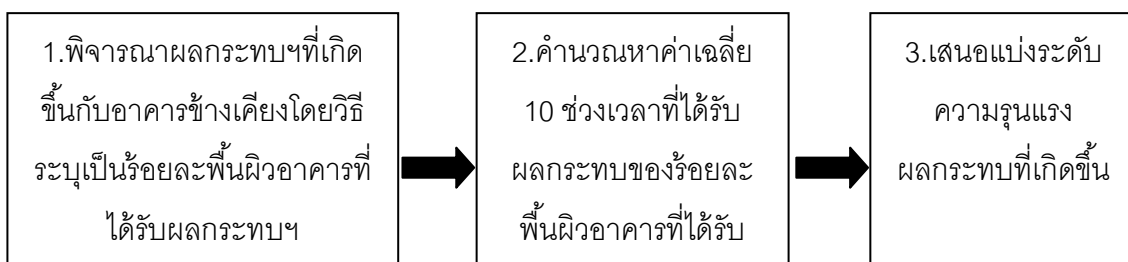 1.พิจารณาผลกระทบฯที่เกิด
ขึ้นกับอาคารข้างเคียงโดยวิธี
ระบุเป็นร้อยละพื้นผิวอาคารที่
ได้รับผลกระทบฯ
2.คำนวณหาค่าเฉลี่ย
10 ช่วงเวลาที่ได้รับ
ผลกระทบของร้อยละ
พื้นผิวอาคารที่ได้รับ
3.เสนอแบ่งระดับ
ความรุนแรง
ผลกระทบที่เกิดขึ้น